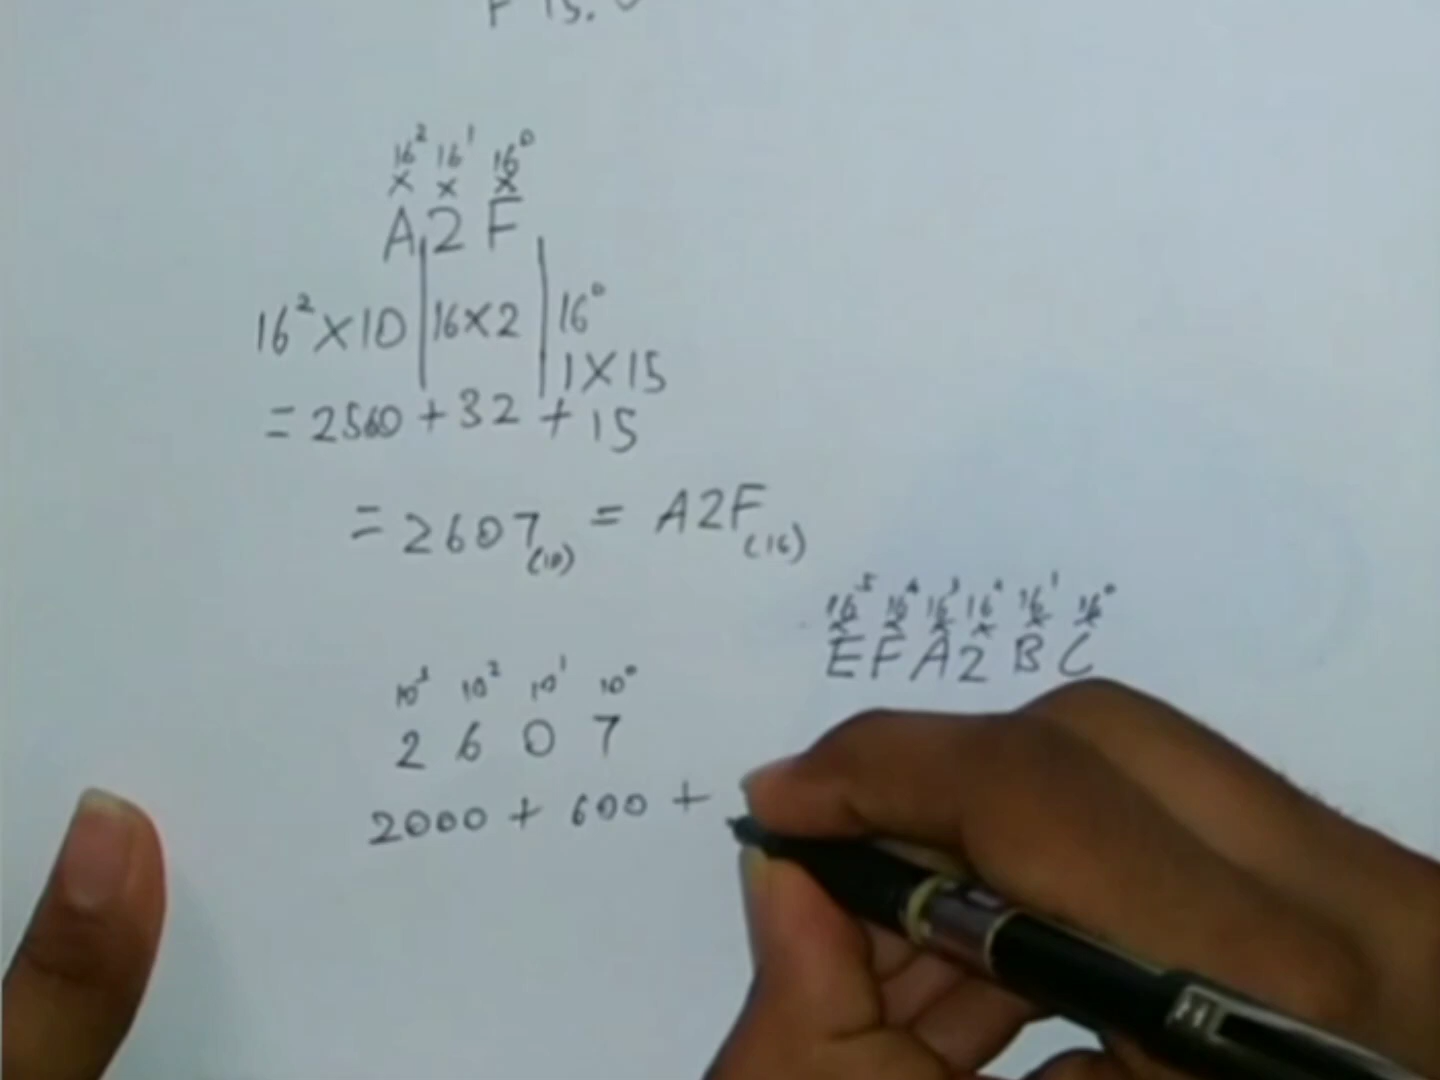 F 15.
16² 16¹ 16⁰
× × ×
A 2 F
16² × 10 | 16 × 2 | 16⁰
1 × 15
= 2560 + 32 + 15
= 2607(10) = A2F(16)
16⁵ 16⁴ 16³ 16² 16¹ 16⁰
× × × × × ×
E F A 2 B C
10³ 10² 10¹ 10⁰
2 6 0 7
2000 + 600 +